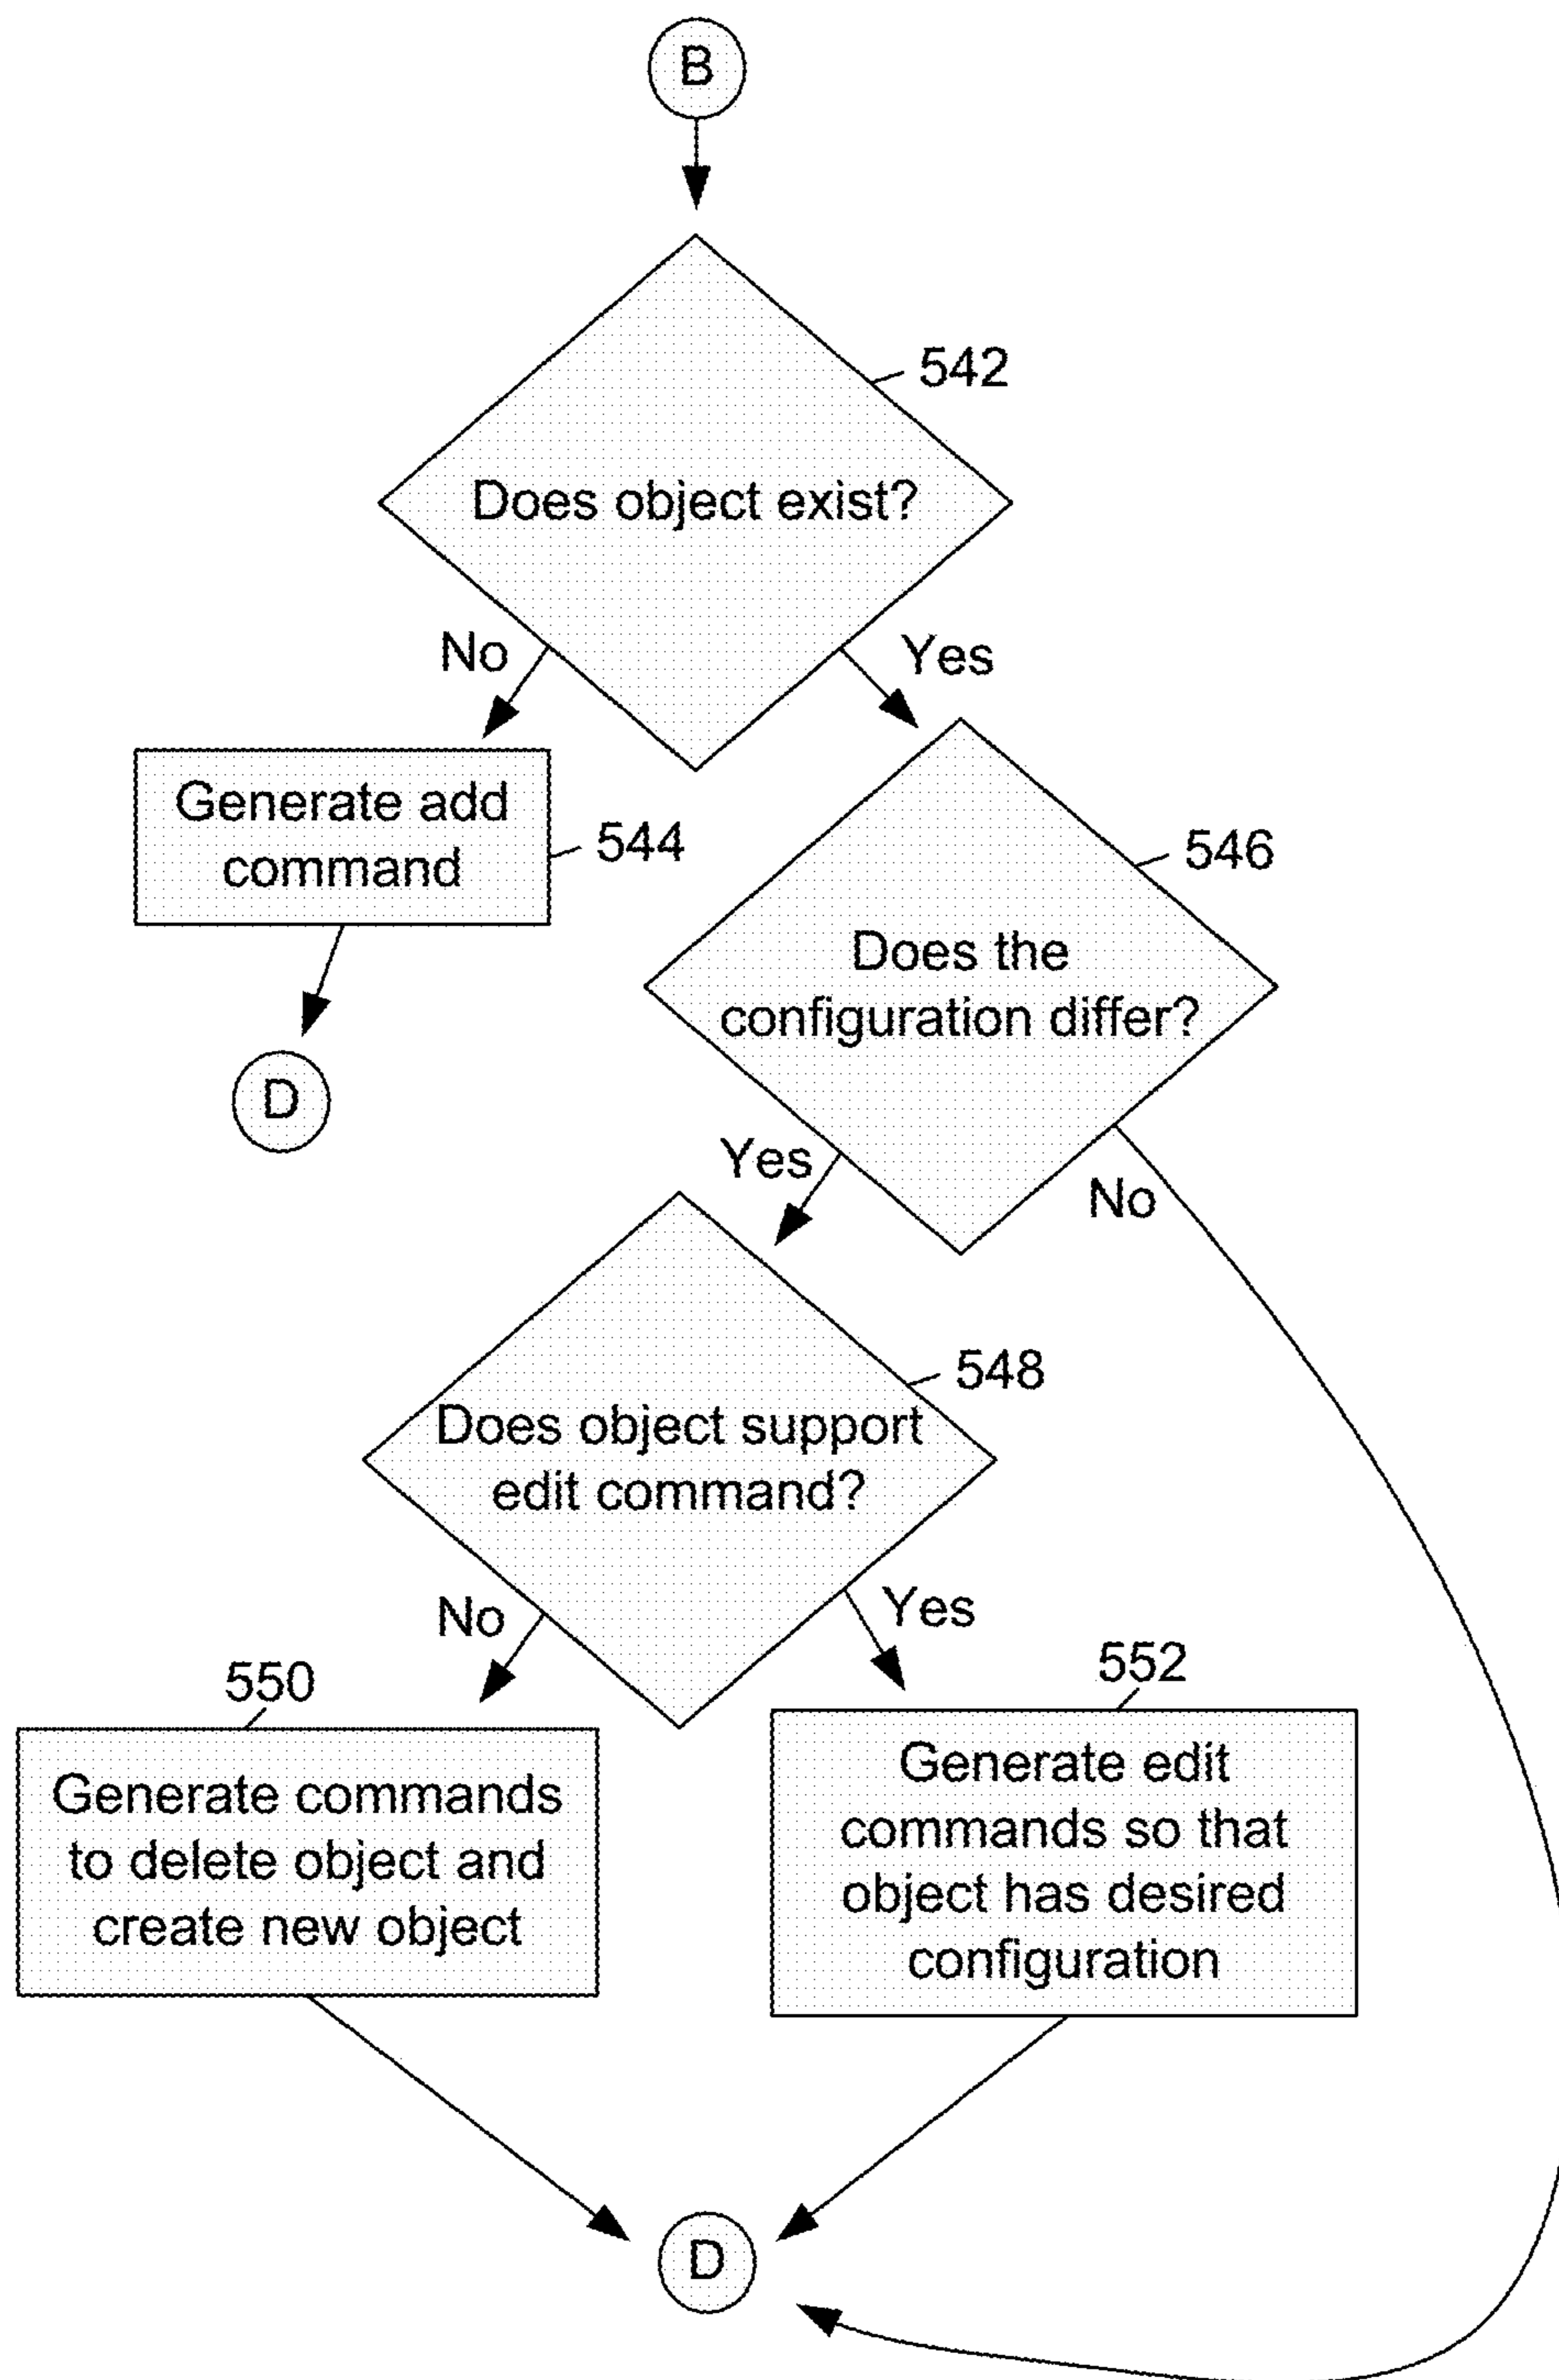 B
542
Does object exist?
No
Yes
Generate add
command
544
546
Does the
configuration differ?
D
Yes
No
548
Does object support
edit command?
No
Yes
550
552
Generate commands
to delete object and
create new object
Generate edit
commands so that
object has desired
configuration
D